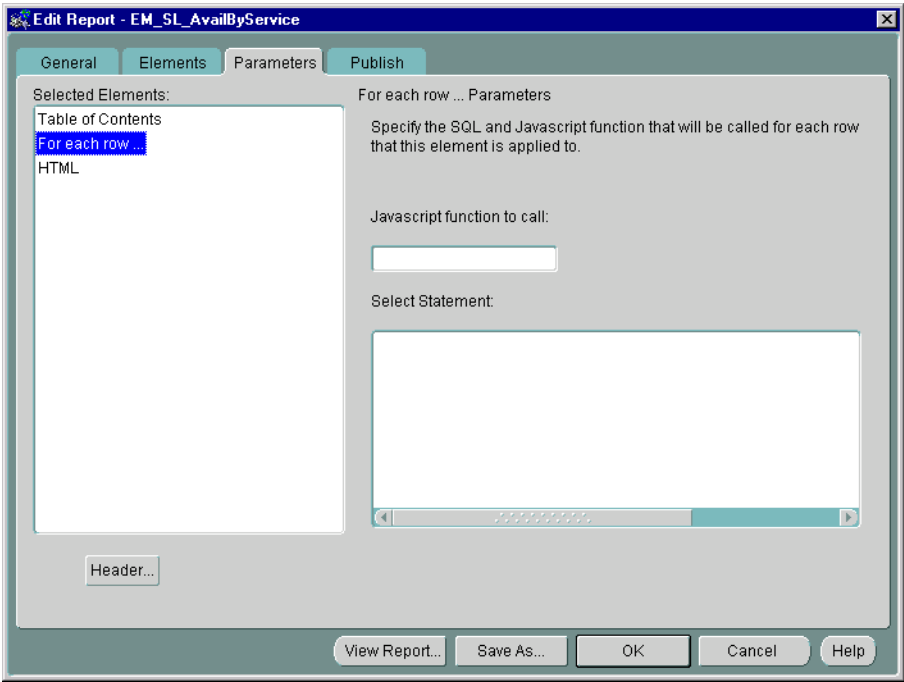 Edit Report - EM_SL_AvailByService
General Elements Parameters Publish
Selected Elements:
Table of Contents
For each row ...
HTML
For each row ... Parameters
Specify the SQL and Javascript function that will be called for each row
that this element is applied to.
Javascript function to call:
Select Statement:
Header...
View Report... Save As... OK Cancel Help